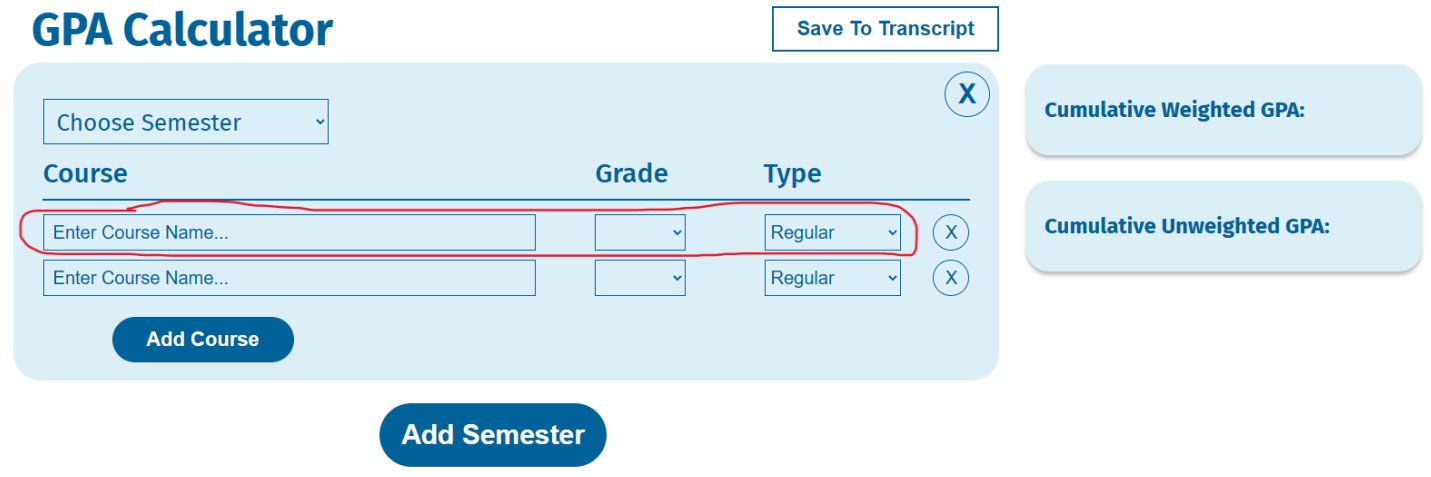 GPA Calculator
Save To Transcript
X
Choose Semester
Course Grade Type
Enter Course Name... Regular X
Enter Course Name... Regular X
Add Course
Add Semester
Cumulative Weighted GPA:
Cumulative Unweighted GPA: